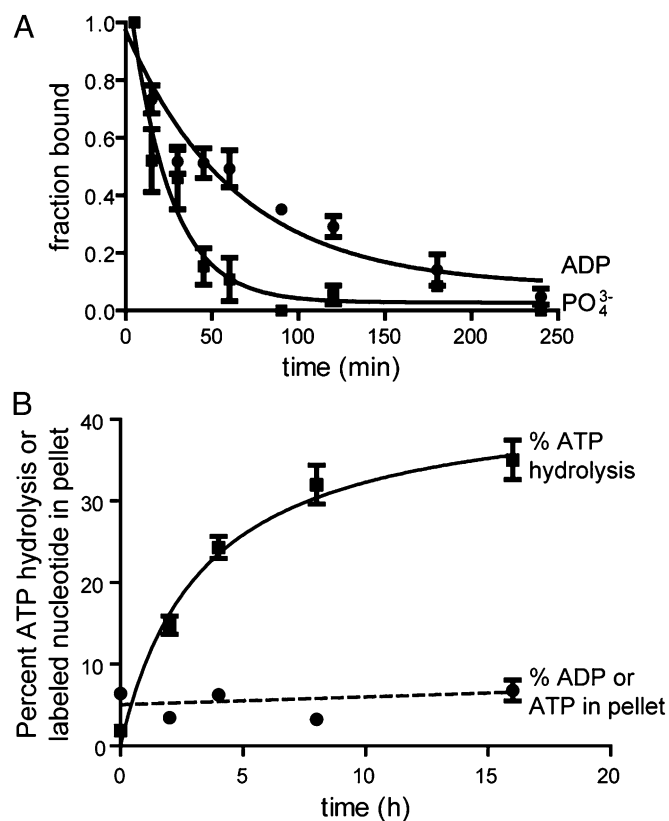 A
1.0
0.8
0.6
0.4
0.2
0.0
fraction bound
ADP
PO₄³⁻
0 50 100 150 200 250
time (min)
B
40
30
20
10
0
Percent ATP hydrolysis or
labeled nucleotide in pellet
% ATP
hydrolysis
% ADP or
ATP in pellet
0 5 10 15 20
time (h)